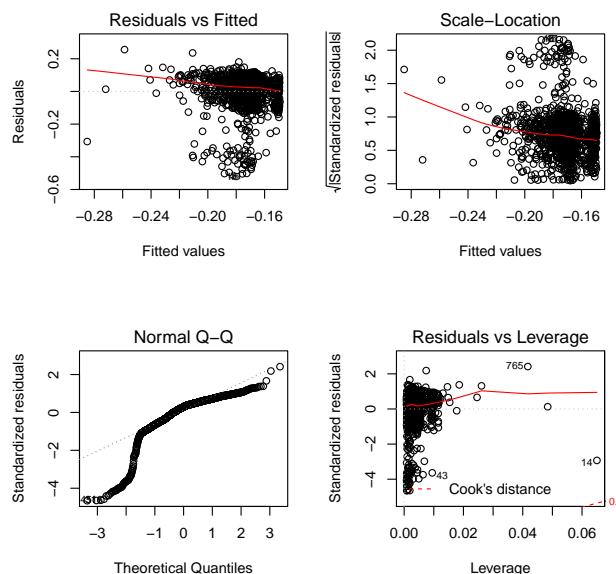 Residuals vs Fitted
Residuals
0.2
−0.2
−0.6
−0.28
−0.24
−0.20
−0.16
Fitted values
Scale−Location
√|Standardized residuals|
2.0
1.5
1.0
0.5
0.0
−0.28
−0.24
−0.20
−0.16
Fitted values
Normal Q−Q
Standardized residuals
2
0
−2
−4
−3
−2
−1
0
1
2
3
Theoretical Quantiles
Residuals vs Leverage
Standardized residuals
2
0
−2
−4
765
14
43
Cook's distance
0.00
0.02
0.04
0.06
Leverage